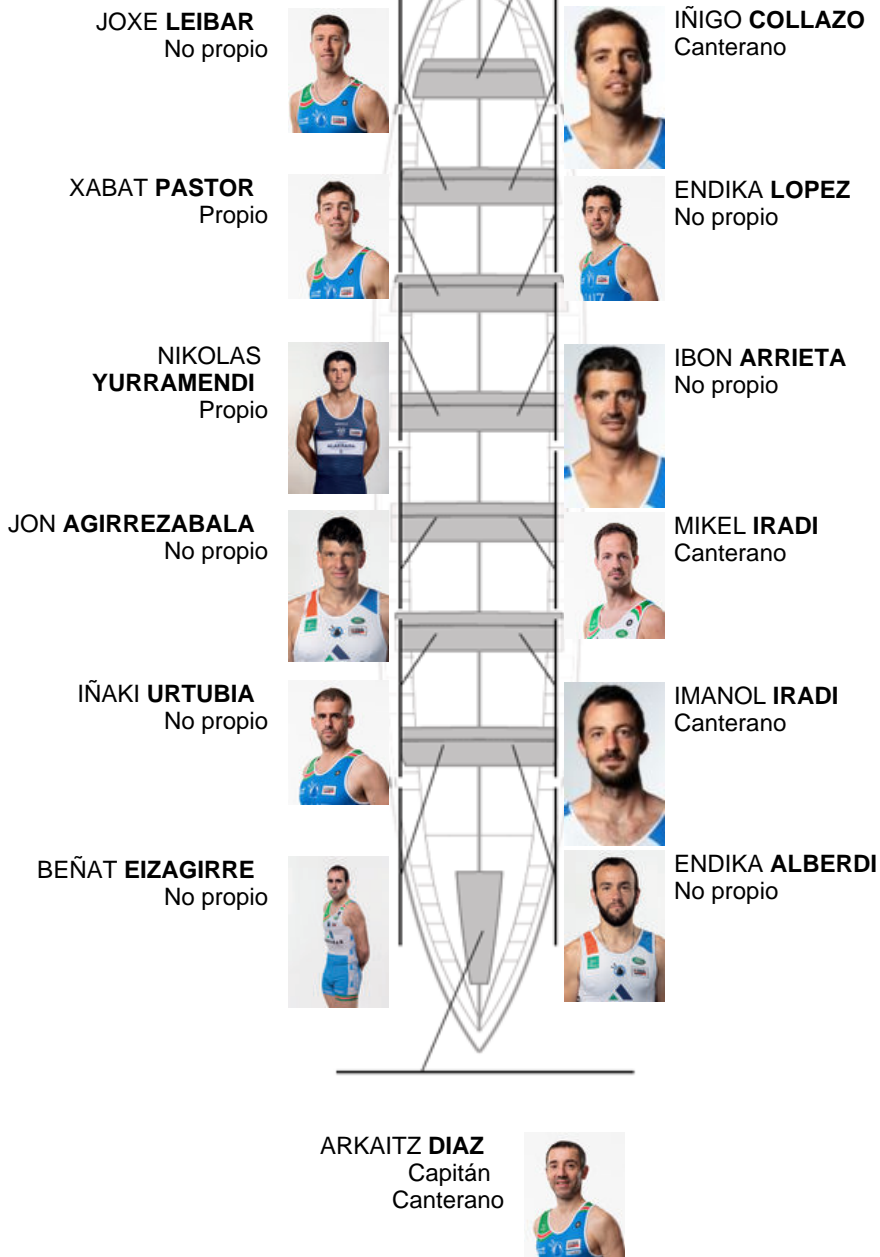 JOXE LEIBAR
No propio
IÑIGO COLLAZO
Canterano
XABAT PASTOR
Propio
ENDIKA LOPEZ
No propio
NIKOLAS
YURRAMENDI
Propio
IBON ARRIETA
No propio
JON AGIRREZABALA
No propio
MIKEL IRADI
Canterano
IÑAKI URTUBIA
No propio
IMANOL IRADI
Canterano
BEÑAT EIZAGIRRE
No propio
ENDIKA ALBERDI
No propio
ARKAITZ DIAZ
Capitán
Canterano